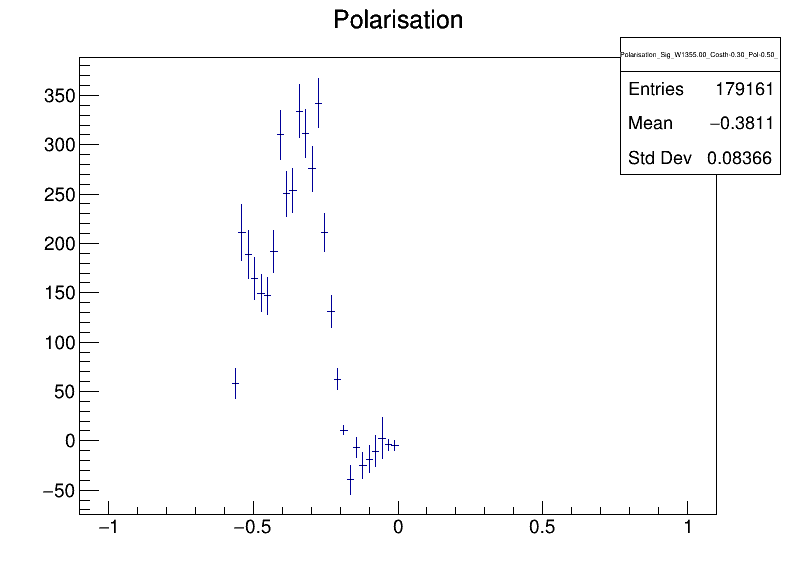 Polarisation
Polarisation_Sig_W1355.00_Costh-0.30_Pol-0.50_
Entries 179161
Mean −0.3811
Std Dev 0.08366
350
300
250
200
150
100
50
0
−50
−1 −0.5 0 0.5 1